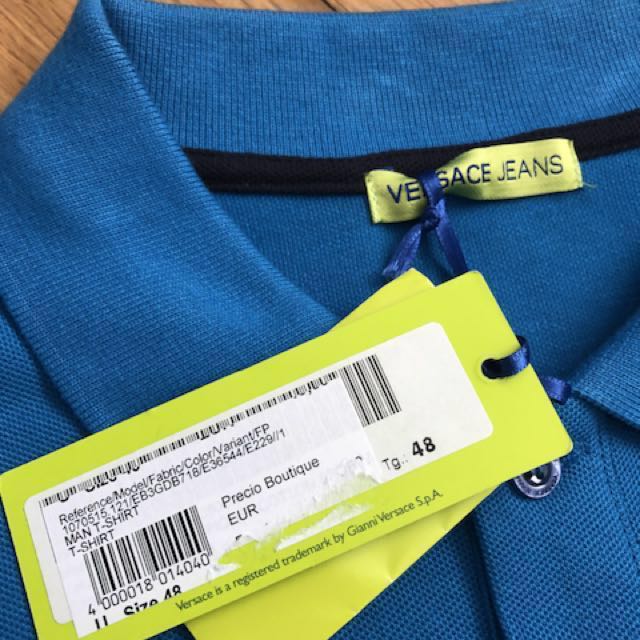 VERSACE JEANS
Reference/Model/Fabric/Color/Variant/FP
1070515.121/EB3GDB718/E36544/E229//1
MAN T-SHIRT
T-SHIRT
Precio Boutique
EUR
Tg.: 48
4 000018 014040
U Size 48
Versace is a registered trademark by Gianni Versace S.p.A.